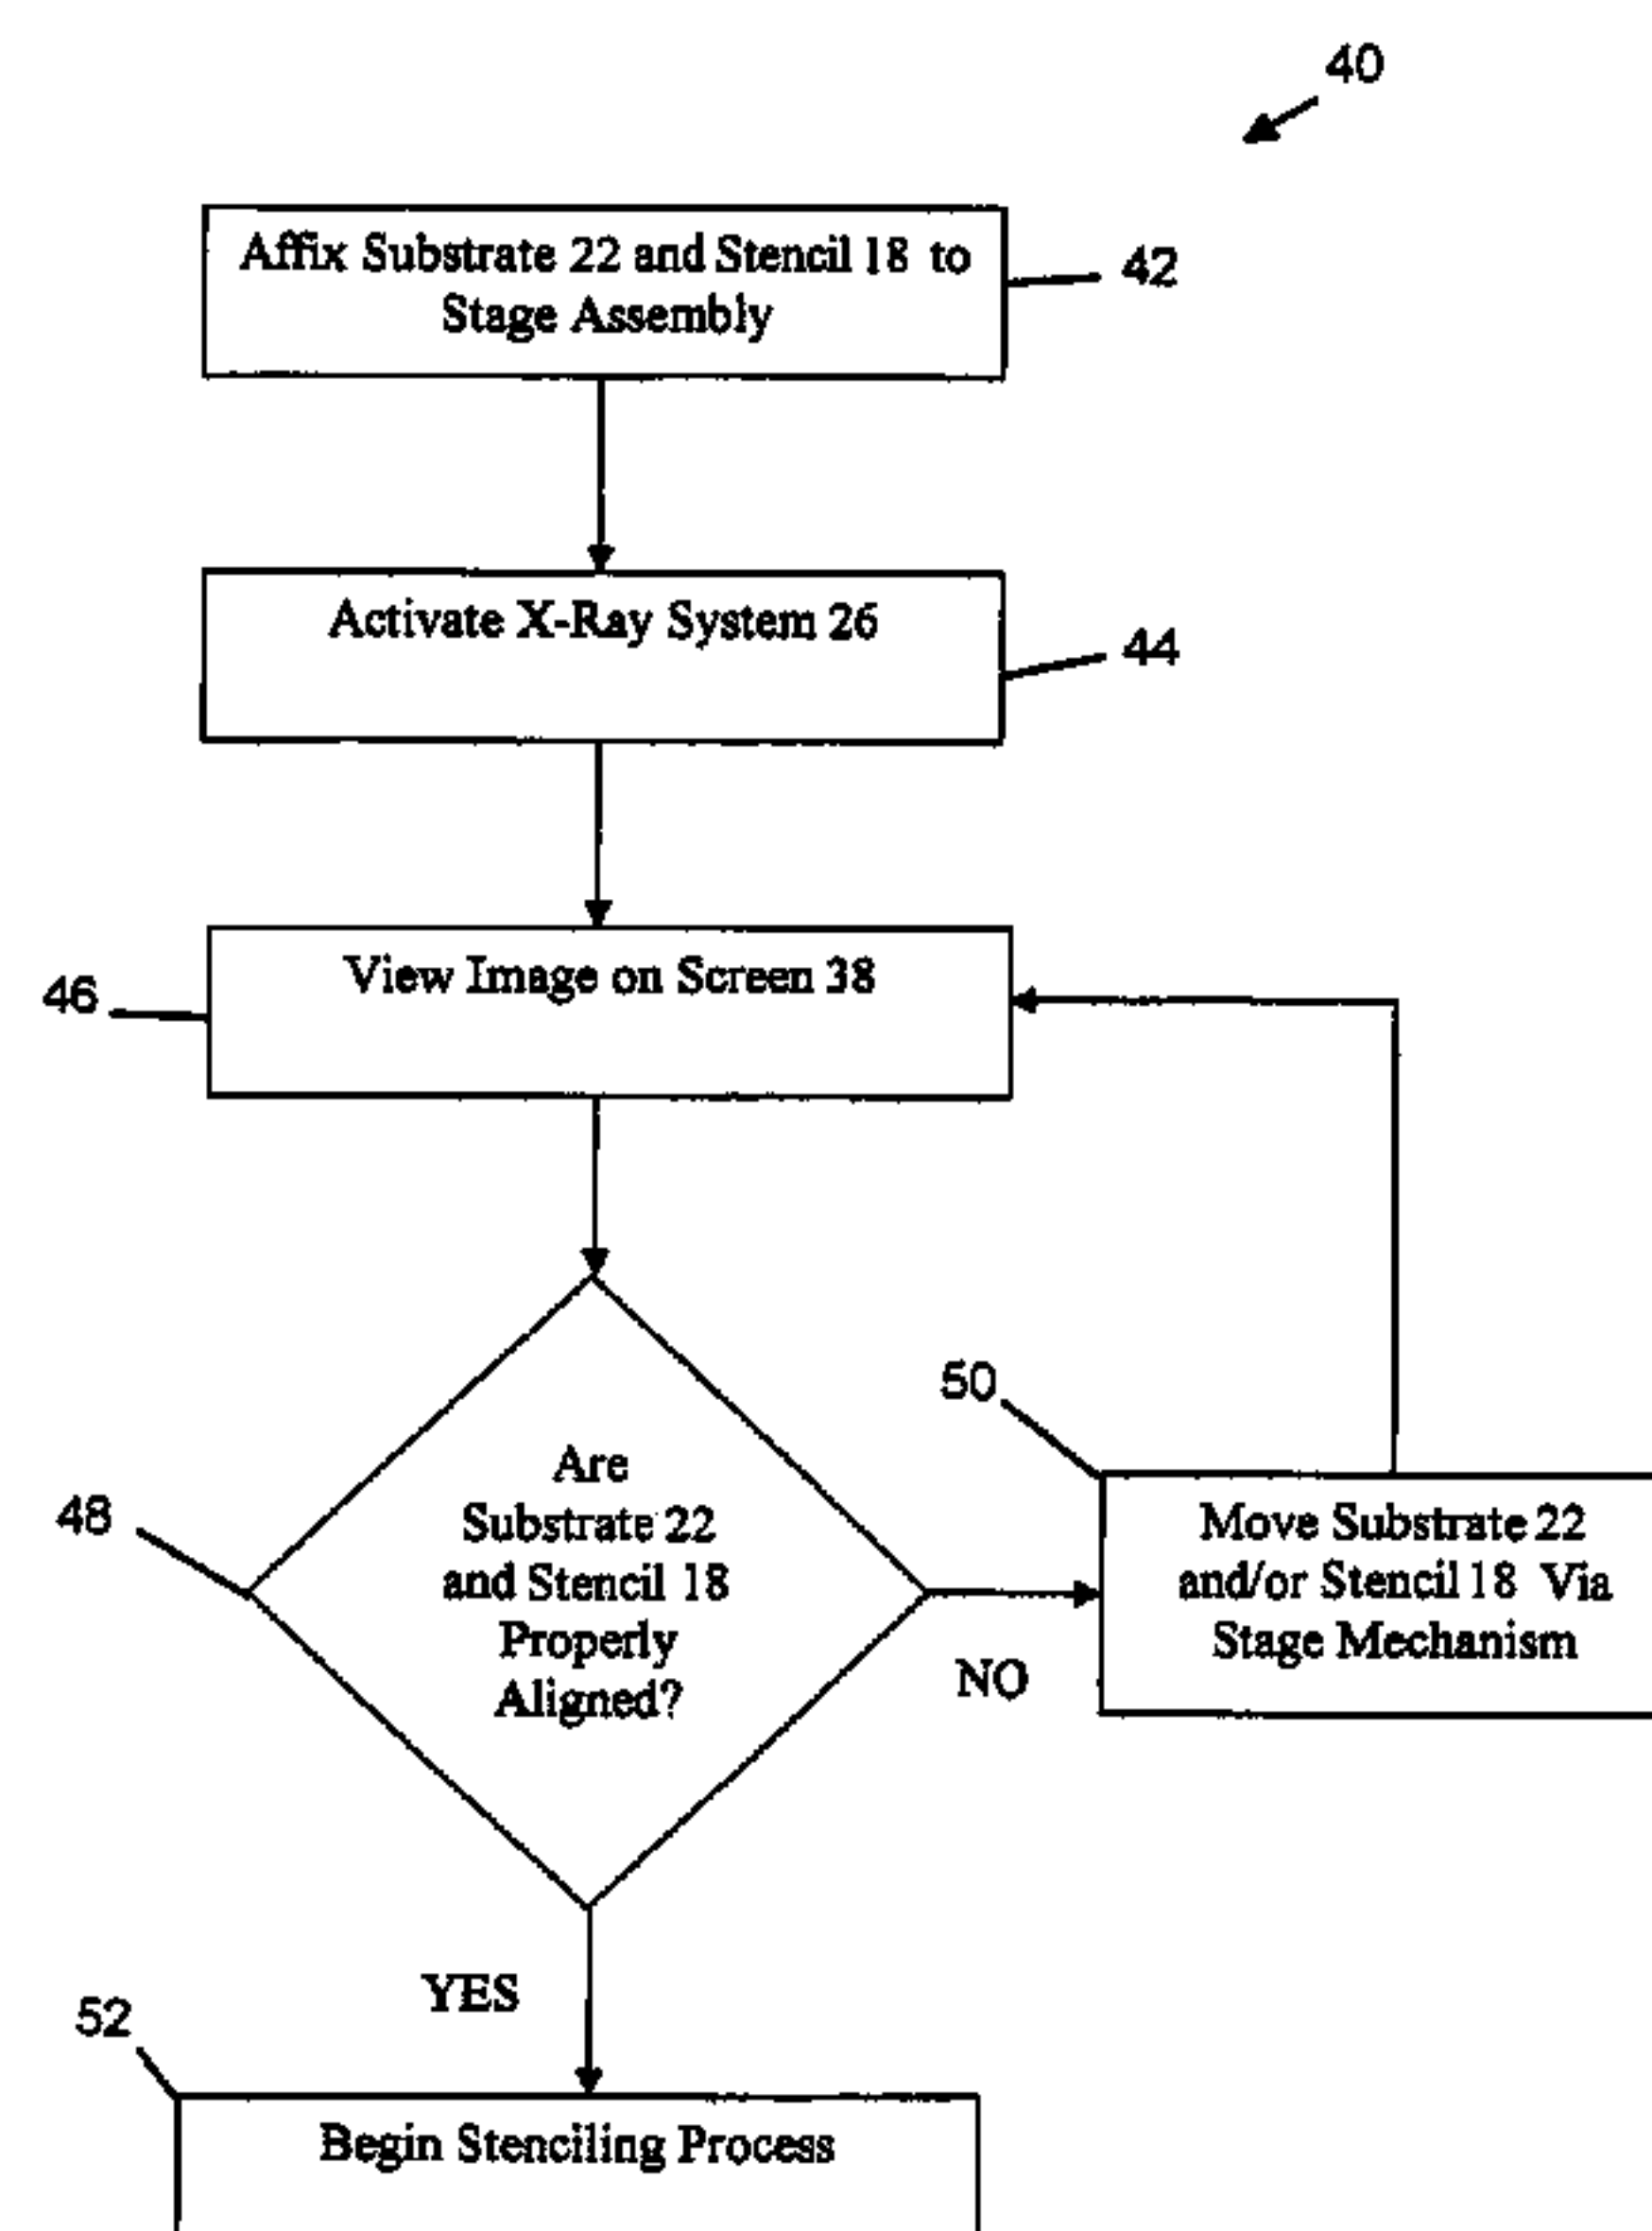 40
Affix Substrate 22 and Stencil 18 to
Stage Assembly
42
Activate X-Ray System 26
44
View Image on Screen 38
46
Are
Substrate 22
and Stencil 18
Properly
Aligned?
48
NO
50
Move Substrate 22
and/or Stencil 18 Via
Stage Mechanism
YES
52
Begin Stenciling Process